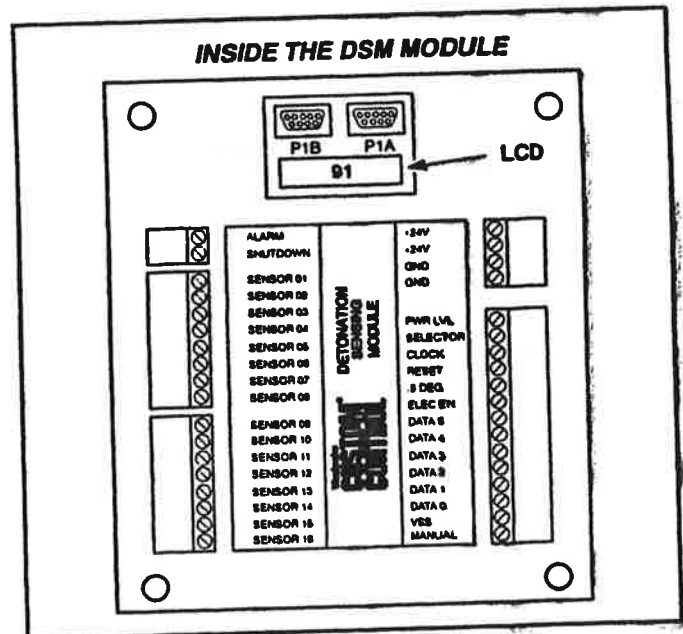 INSIDE THE DSM MODULE
P1B P1A
91
LCD
ALARM
SHUTDOWN
SENSOR 01
SENSOR 02
SENSOR 03
SENSOR 04
SENSOR 05
SENSOR 06
SENSOR 07
SENSOR 08
SENSOR 09
SENSOR 10
SENSOR 11
SENSOR 12
SENSOR 13
SENSOR 14
SENSOR 15
SENSOR 16
DETONATION
SENSING
MODULE
CONTROL
+24V
+24V
GND
GND
PWR LVL
SELECTOR
CLOCK
RESET
.5 DEG
ELEC EN
DATA 5
DATA 4
DATA 3
DATA 2
DATA 1
DATA 0
VSS
MANUAL